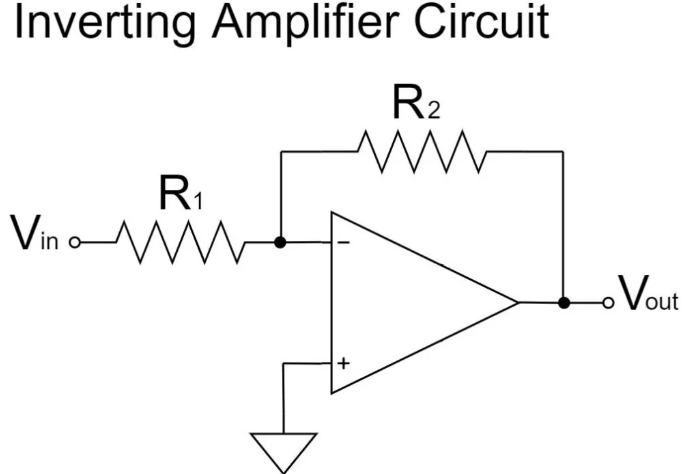 Inverting Amplifier Circuit
R2
R1
Vin
−
Vout
+